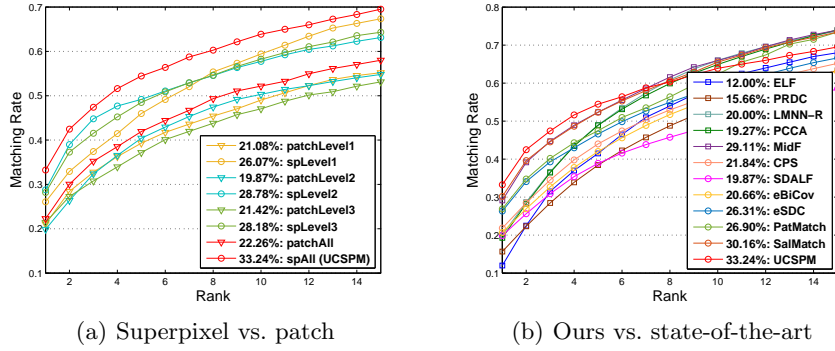 0.7
0.6
0.5
0.4
0.3
0.2
0.1
Matching Rate
21.08%: patchLevel1
26.07%: spLevel1
19.87%: patchLevel2
28.78%: spLevel2
21.42%: patchLevel3
28.18%: spLevel3
22.26%: patchAll
33.24%: spAll (UCSPM)
2 4 6 8 10 12 14
Rank
(a) Superpixel vs. patch
0.8
0.7
0.6
0.5
0.4
0.3
0.2
0.1
Matching Rate
12.00%: ELF
15.66%: PRDC
20.00%: LMNN-R
19.27%: PCCA
29.11%: MidF
21.84%: CPS
19.87%: SDALF
20.66%: eBiCov
26.31%: eSDC
26.90%: PatMatch
30.16%: SalMatch
33.24%: UCSPM
2 4 6 8 10 12 14
Rank
(b) Ours vs. state-of-the-art